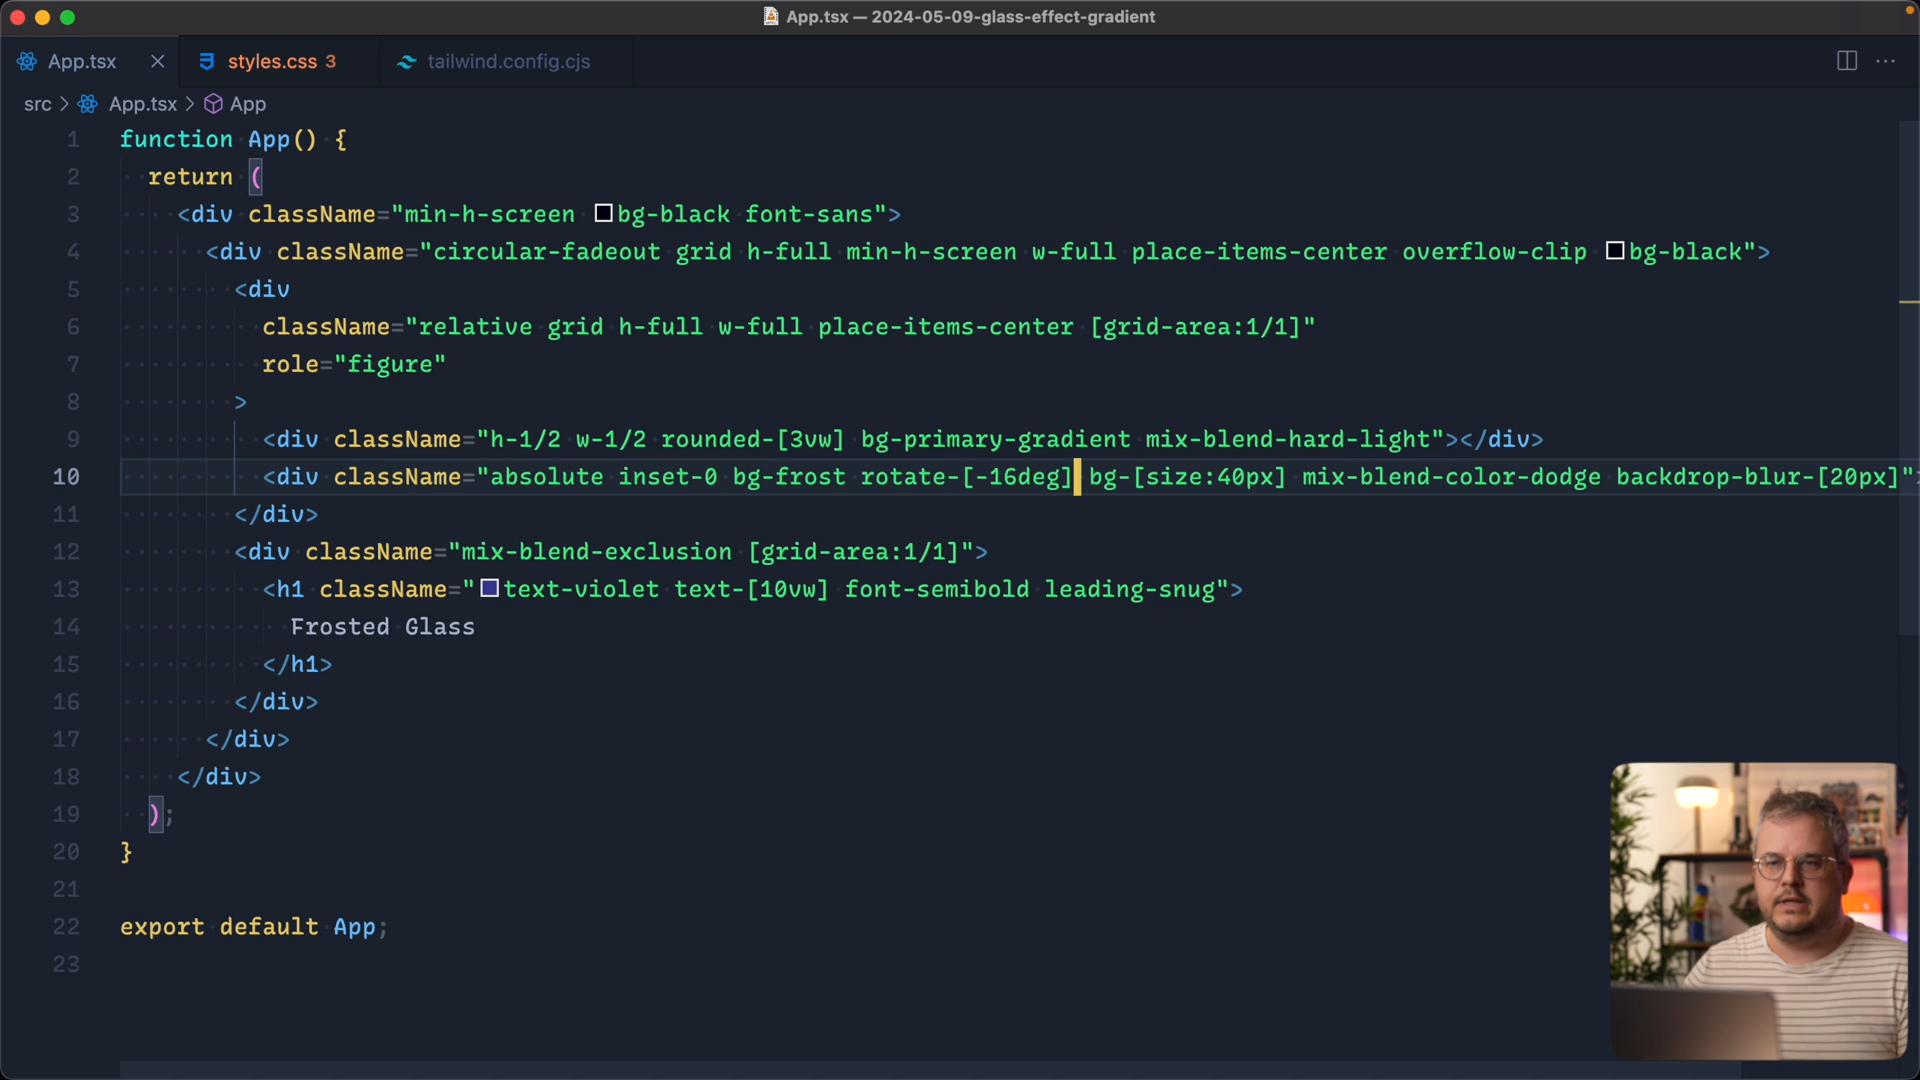 App.tsx — 2024-05-09-glass-effect-gradient
App.tsx styles.css 3 tailwind.config.cjs
src > App.tsx > App
1 function App() {
2 return (
3 <div className="min-h-screen bg-black font-sans">
4 <div className="circular-fadeout grid h-full min-h-screen w-full place-items-center overflow-clip bg-black">
5 <div
6 className="relative grid h-full w-full place-items-center [grid-area:1/1]"
7 role="figure"
8 >
9 <div className="h-1/2 w-1/2 rounded-[3vw] bg-primary-gradient mix-blend-hard-light"></div>
10 <div className="absolute inset-0 bg-frost rotate-[-16deg] bg-[size:40px] mix-blend-color-dodge backdrop-blur-[20px]">
11 </div>
12 <div className="mix-blend-exclusion [grid-area:1/1]">
13 <h1 className="text-violet text-[10vw] font-semibold leading-snug">
14 Frosted Glass
15 </h1>
16 </div>
17 </div>
18 </div>
19 );
20 }
21
22 export default App;
23